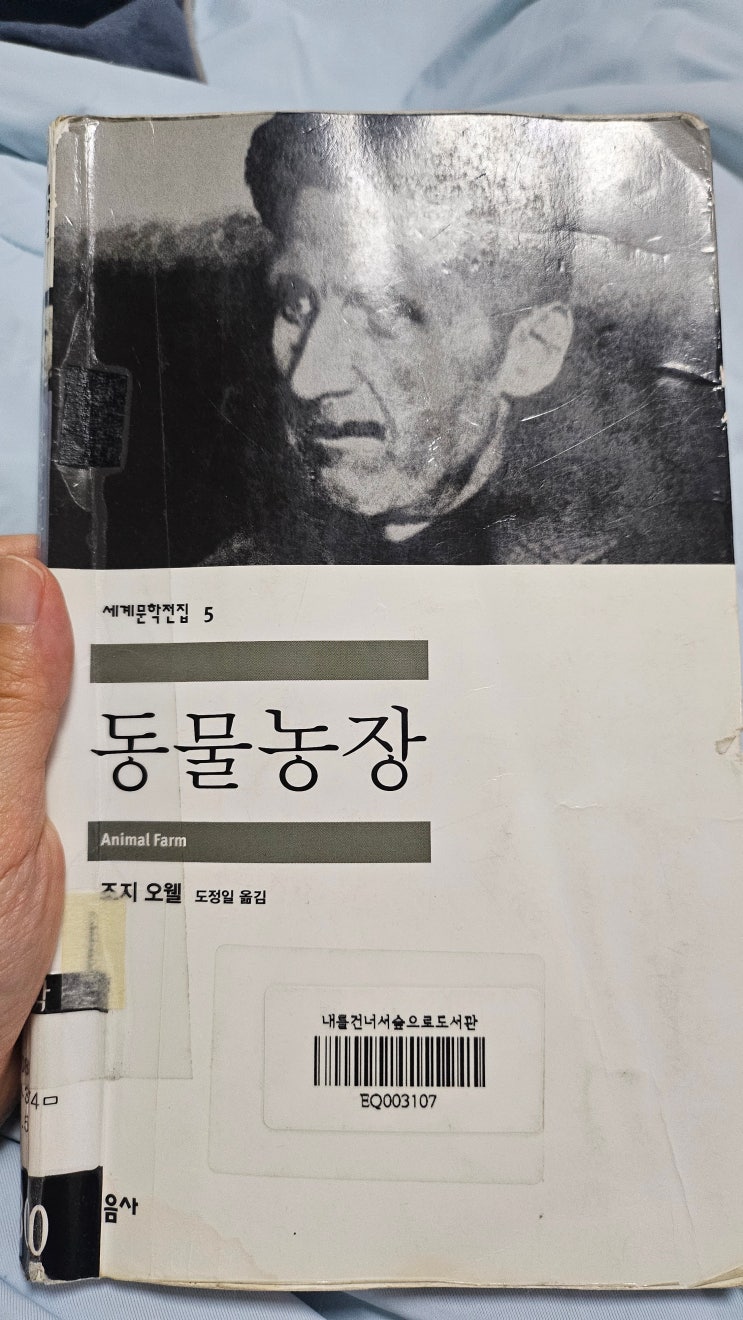 세계문학전집 5
동물농장
Animal Farm
조지 오웰 도정일 옮김
내를건너서숲으로도서관
EQ003107
음사